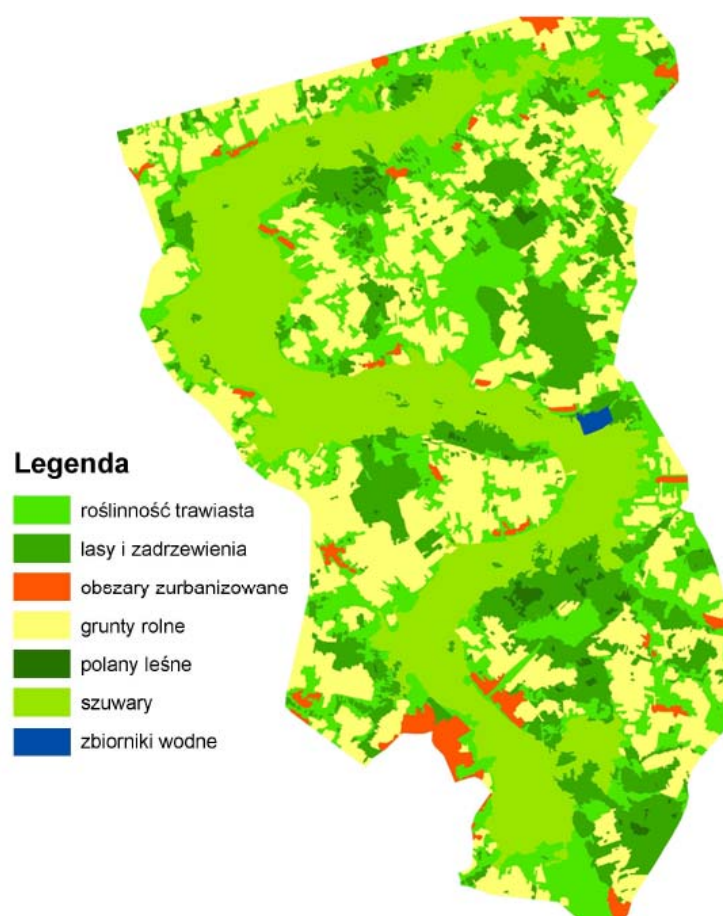 Legenda
roślinność trawiasta
lasy i zadrzewienia
obszary zurbanizowane
grunty rolne
polany leśne
szuwary
zbiorniki wodne